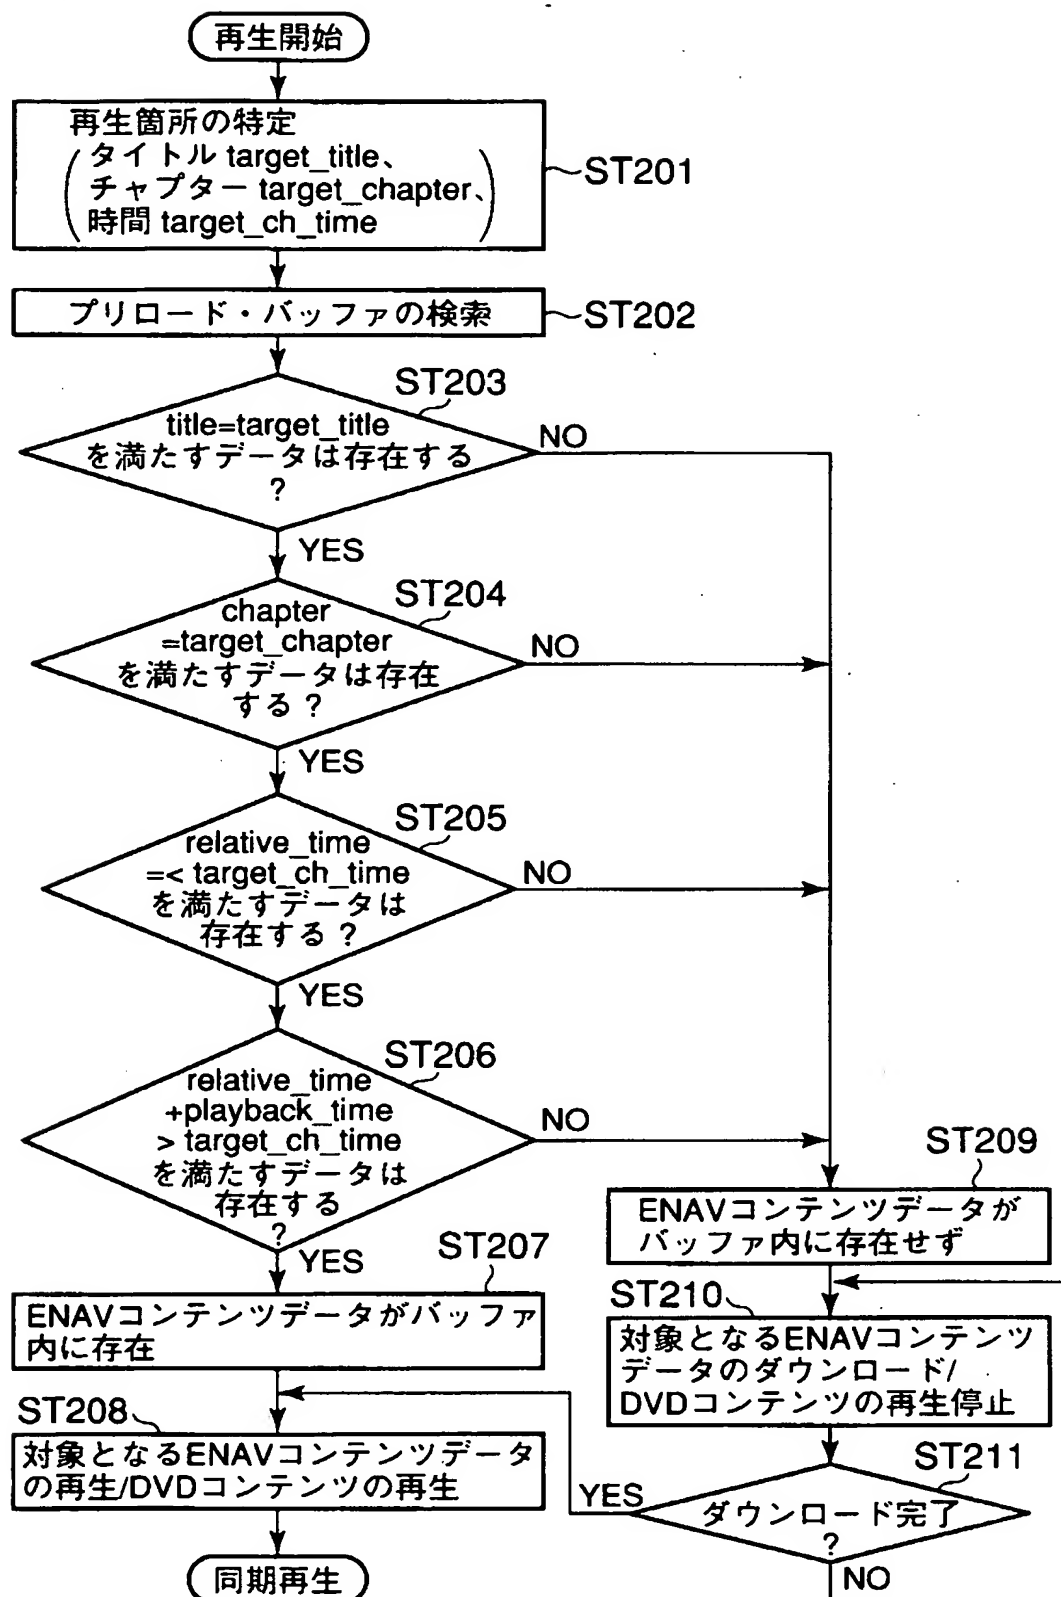 再生開始
再生箇所の特定
タイトル target_title、
チャプター target_chapter、
時間 target_ch_time
ST201
プリロード・バッファの検索
ST202
ST203
title=target_title
を満たすデータは存在する
?
NO
YES
ST204
chapter
=target_chapter
を満たすデータは存在
する?
NO
YES
ST205
relative_time
=< target_ch_time
を満たすデータは
存在する?
NO
YES
ST206
relative_time
+playback_time
> target_ch_time
を満たすデータは
存在する
?
NO
YES
ST207
ENAVコンテンツデータがバッファ
内に存在
ST208
対象となるENAVコンテンツデータ
の再生/DVDコンテンツの再生
同期再生
ST209
ENAVコンテンツデータが
バッファ内に存在せず
ST210
対象となるENAVコンテンツ
データのダウンロード/
DVDコンテンツの再生停止
ST211
ダウンロード完了
?
YES
NO